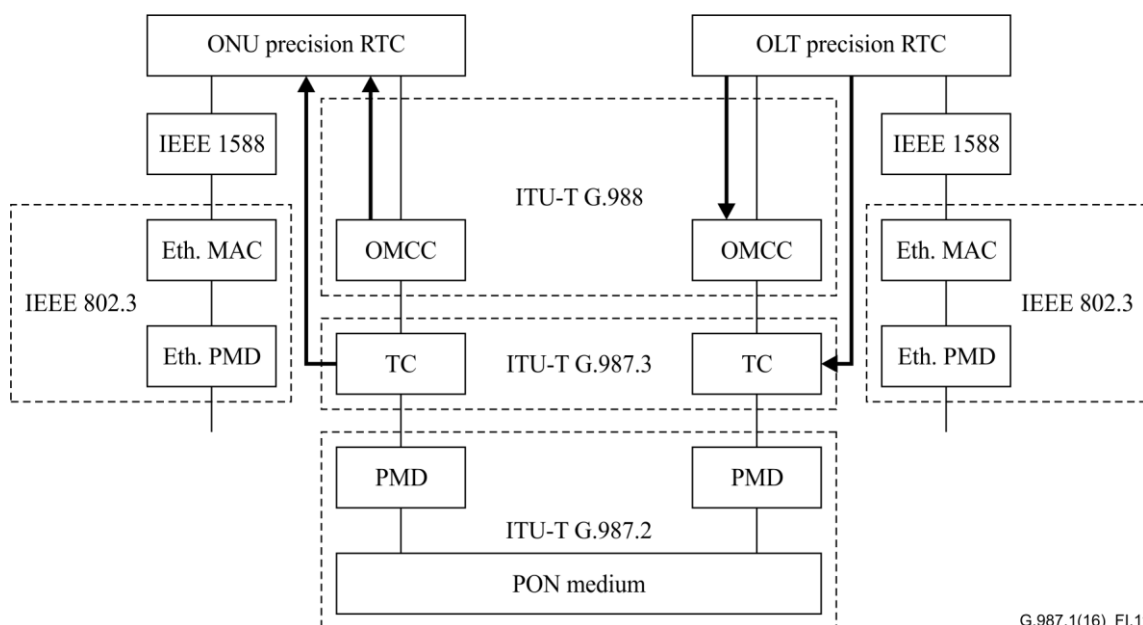 ONU precision RTC
OLT precision RTC
IEEE 1588
IEEE 1588
ITU-T G.988
Eth. MAC
OMCC
OMCC
Eth. MAC
IEEE 802.3
IEEE 802.3
Eth. PMD
TC
ITU-T G.987.3
TC
Eth. PMD
PMD
PMD
ITU-T G.987.2
PON medium
G.987.1(16)_FI.1